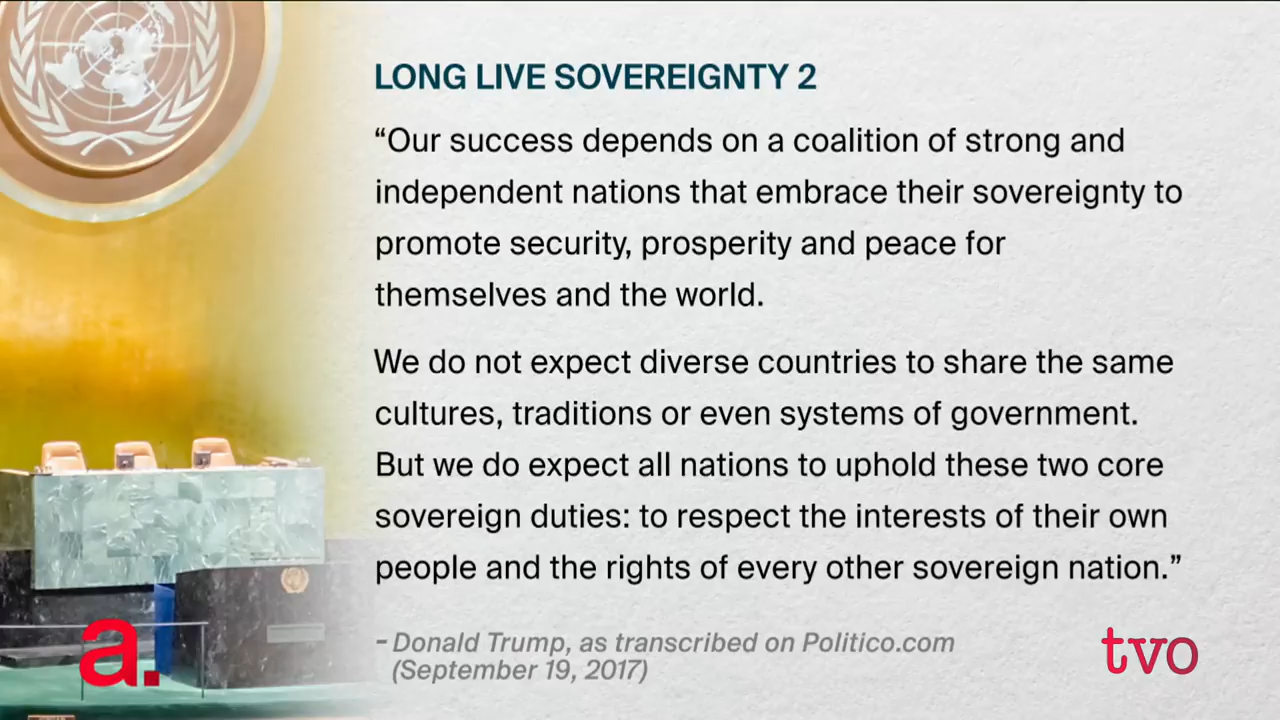 LONG LIVE SOVEREIGNTY 2
“Our success depends on a coalition of strong and
independent nations that embrace their sovereignty to
promote security, prosperity and peace for
themselves and the world.
We do not expect diverse countries to share the same
cultures, traditions or even systems of government.
But we do expect all nations to uphold these two core
sovereign duties: to respect the interests of their own
people and the rights of every other sovereign nation.”
– Donald Trump, as transcribed on Politico.com
(September 19, 2017)
a.
tvo